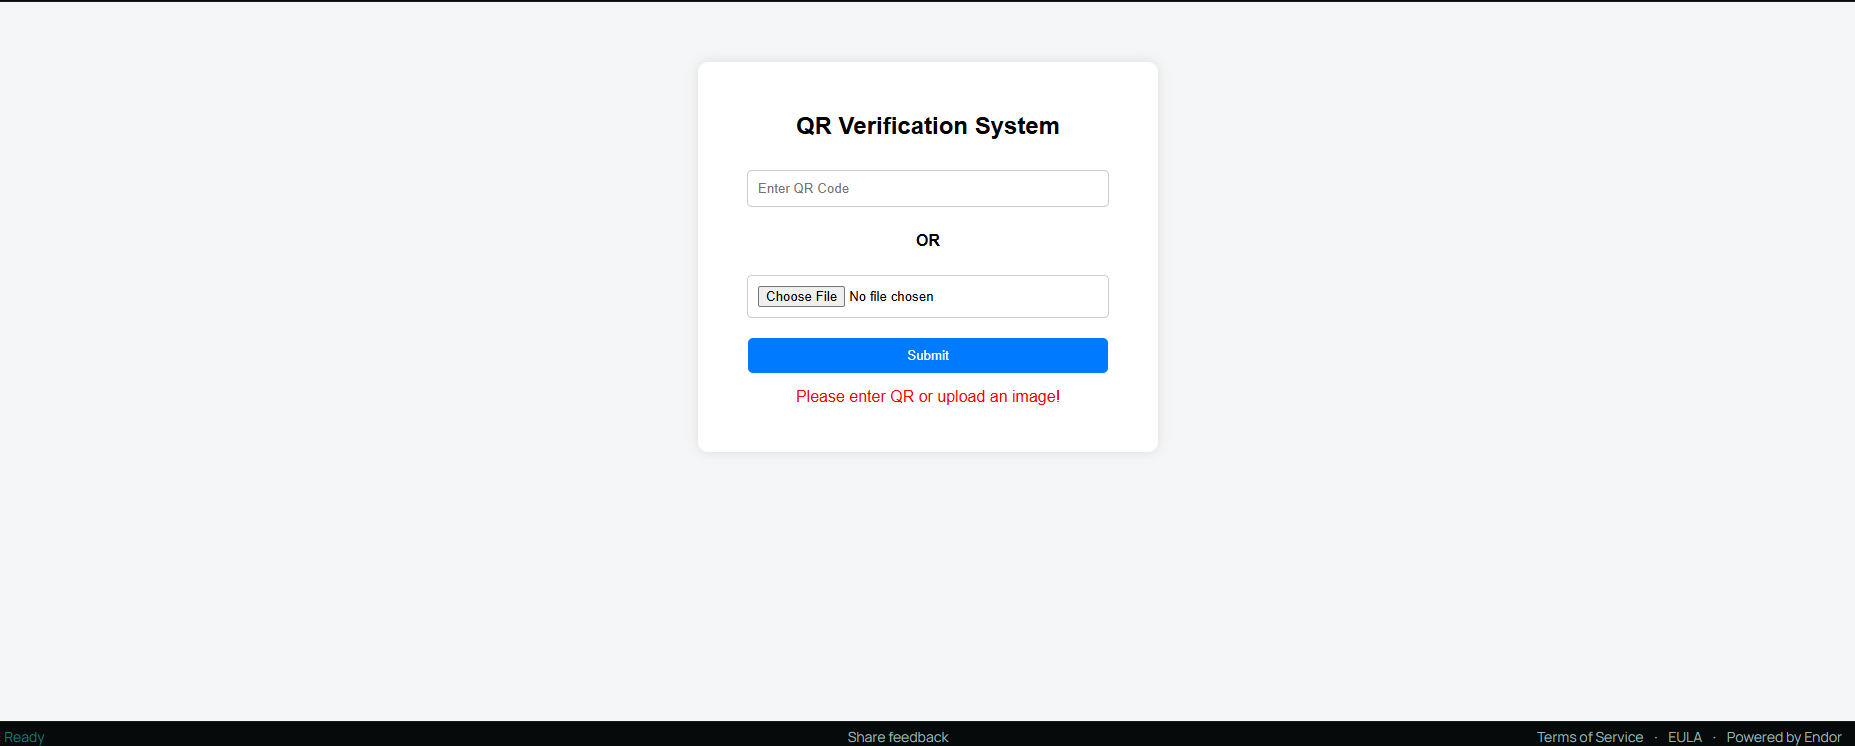 QR Verification System
Enter QR Code
OR
Choose File No file chosen
Submit
Please enter QR or upload an image!
Ready
Share feedback
Terms of Service · EULA · Powered by Endor